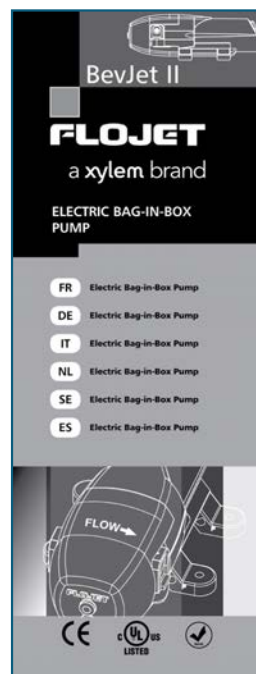 BevJet II
FLOJET
a xylem brand
ELECTRIC BAG-IN-BOX
PUMP
FR Electric Bag-in-Box Pump
DE Electric Bag-in-Box Pump
IT Electric Bag-in-Box Pump
NL Electric Bag-in-Box Pump
SE Electric Bag-in-Box Pump
ES Electric Bag-in-Box Pump
FLOW
FLOJET
CE c UL US
LISTED